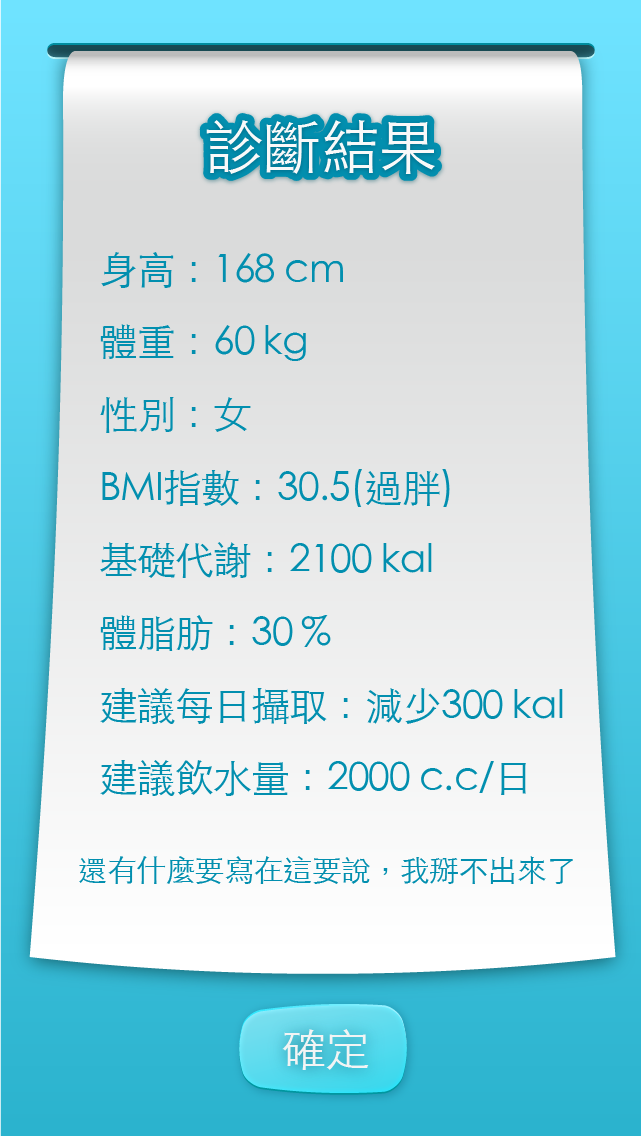 診斷結果
身高：168 cm
體重：60 kg
性別：女
BMI指數：30.5(過胖)
基礎代謝：2100 kal
體脂肪：30 %
建議每日攝取：減少300 kal
建議飲水量：2000 c.c/日
還有什麼要寫在這要說，我掰不出來了
確定